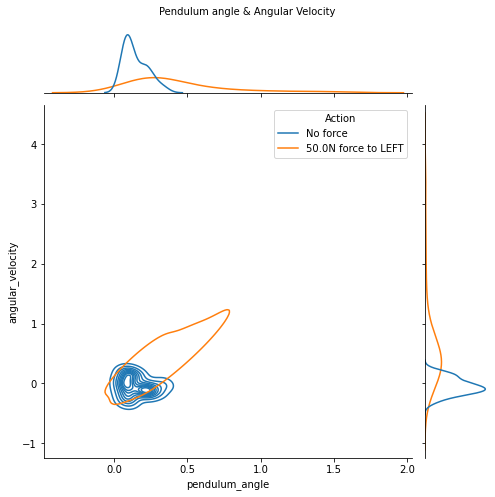 Pendulum angle & Angular Velocity
Action
No force
50.0N force to LEFT
4
3
2
1
0
−1
angular_velocity
0.0
0.5
1.0
1.5
2.0
pendulum_angle